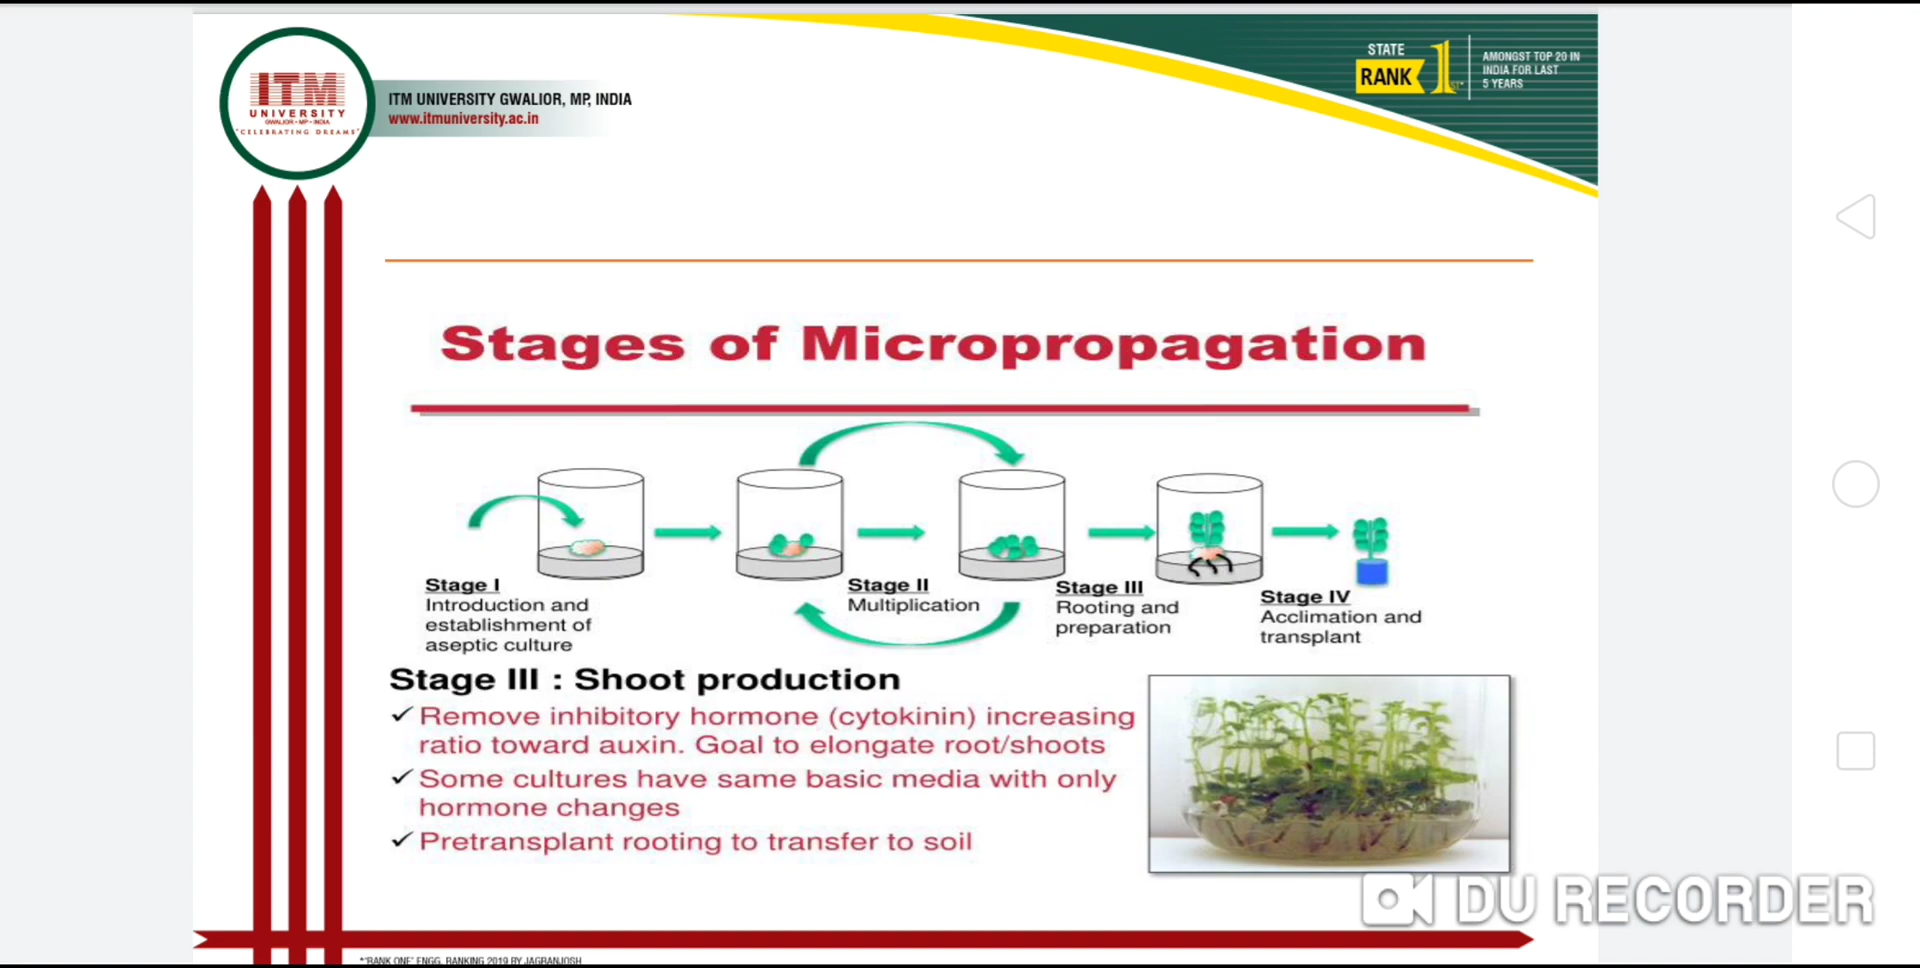 ITM
UNIVERSITY
GWALIOR • MP • INDIA
"CELEBRATING DREAMS"
ITM UNIVERSITY GWALIOR, MP, INDIA
www.itmuniversity.ac.in
STATE
RANK 1ST*
AMONGST TOP 20 IN
INDIA FOR LAST
5 YEARS
Stages of Micropropagation
Stage I
Introduction and
establishment of
aseptic culture
Stage II
Multiplication
Stage III
Rooting and
preparation
Stage IV
Acclimation and
transplant
Stage III : Shoot production
✓ Remove inhibitory hormone (cytokinin) increasing
ratio toward auxin. Goal to elongate root/shoots
✓ Some cultures have same basic media with only
hormone changes
✓ Pretransplant rooting to transfer to soil
DU RECORDER
*"RANK ONE" ENGG. RANKING 2019 BY JAGRANJOSH